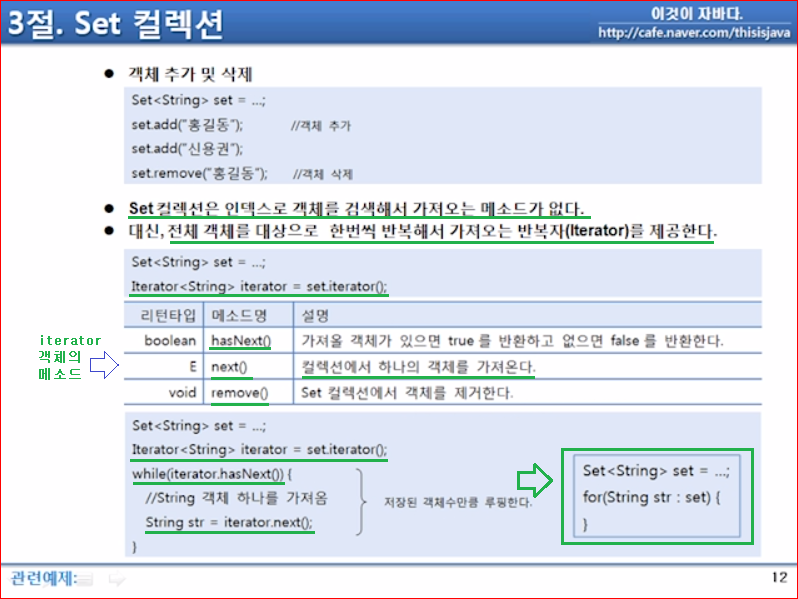 3절. Set 컬렉션
이것이 자바다.
http://cafe.naver.com/thisisjava
● 객체 추가 및 삭제
Set<String> set = ...;
set.add("홍길동"); //객체 추가
set.add("신용권");
set.remove("홍길동"); //객체 삭제
● Set 컬렉션은 인덱스로 객체를 검색해서 가져오는 메소드가 없다.
● 대신, 전체 객체를 대상으로 한번씩 반복해서 가져오는 반복자(Iterator)를 제공한다.
Set<String> set = ...;
Iterator<String> iterator = set.iterator();
리턴타입 메소드명 설명
boolean hasNext() 가져올 객체가 있으면 true 를 반환하고 없으면 false 를 반환한다.
E next() 컬렉션에서 하나의 객체를 가져온다.
void remove() Set 컬렉션에서 객체를 제거한다.
iterator
객체의
메소드
Set<String> set = ...;
Iterator<String> iterator = set.iterator();
while(iterator.hasNext()) {
//String 객체 하나를 가져옴
String str = iterator.next();
}
저장된 객체수만큼 루핑한다.
Set<String> set = ...;
for(String str : set) {
}
관련예제:
12